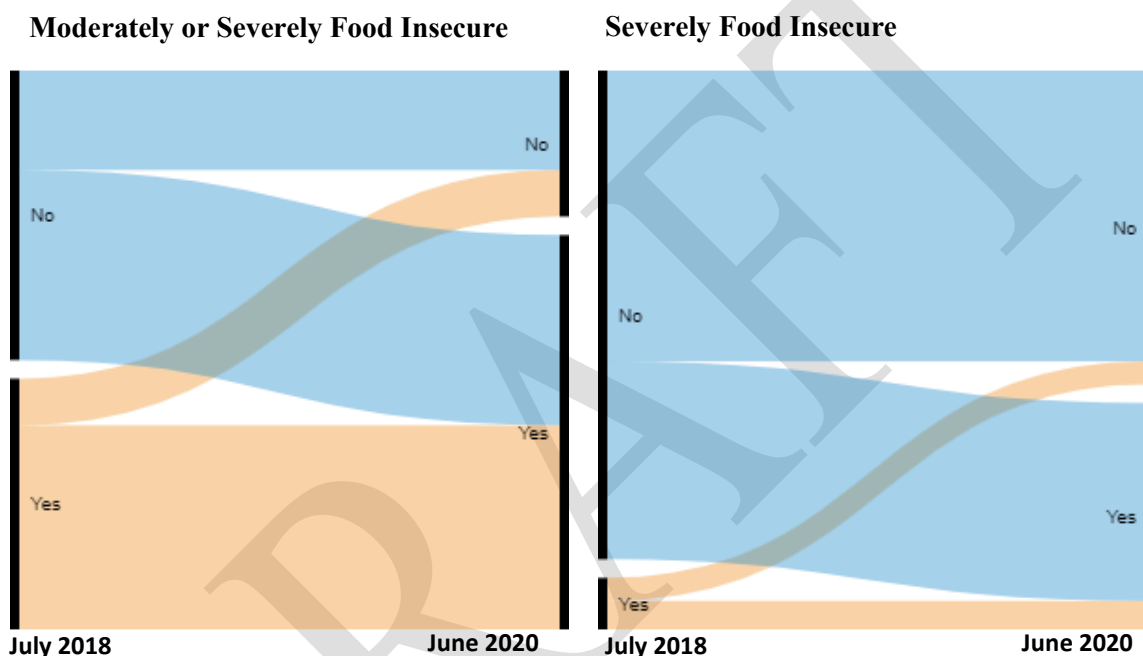 Moderately or Severely Food Insecure
Severely Food Insecure
No
No
Yes
Yes
July 2018
June 2020
No
No
Yes
Yes
July 2018
June 2020
DRAFT